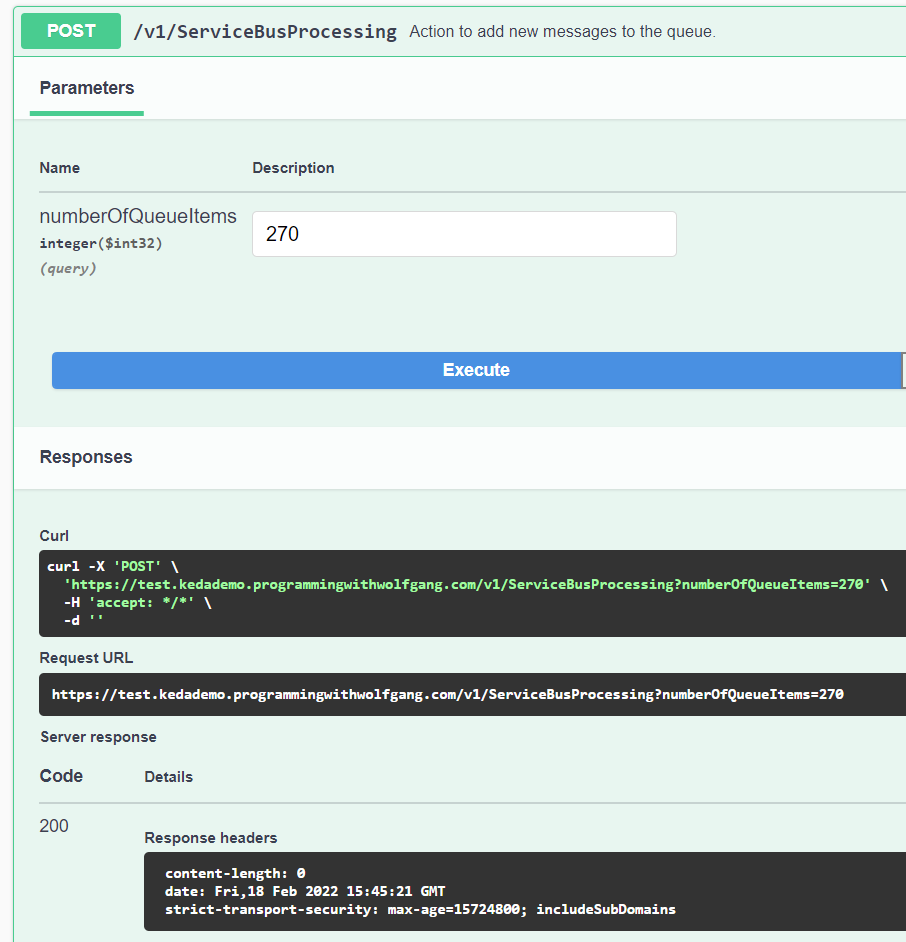 POST /v1/ServiceBusProcessing Action to add new messages to the queue.
Parameters
Name Description
numberOfQueueItems
270
integer($int32)
(query)
Execute
Responses
Curl
curl -X 'POST' \
'https://test.kedademo.programmingwithwolfgang.com/v1/ServiceBusProcessing?numberOfQueueItems=270' \
-H 'accept: */*' \
-d ''
Request URL
https://test.kedademo.programmingwithwolfgang.com/v1/ServiceBusProcessing?numberOfQueueItems=270
Server response
Code Details
200
Response headers
content-length: 0
date: Fri,18 Feb 2022 15:45:21 GMT
strict-transport-security: max-age=15724800; includeSubDomains